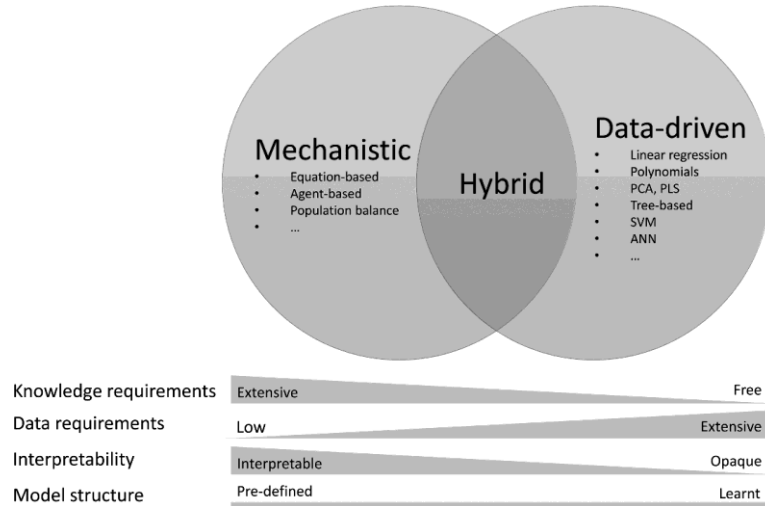 Mechanistic
• Equation-based
• Agent-based
• Population balance
• ...
Hybrid
Data-driven
• Linear regression
• Polynomials
• PCA, PLS
• Tree-based
• SVM
• ANN
• ...
Knowledge requirements Extensive Free
Data requirements Low Extensive
Interpretability Interpretable Opaque
Model structure Pre-defined Learnt